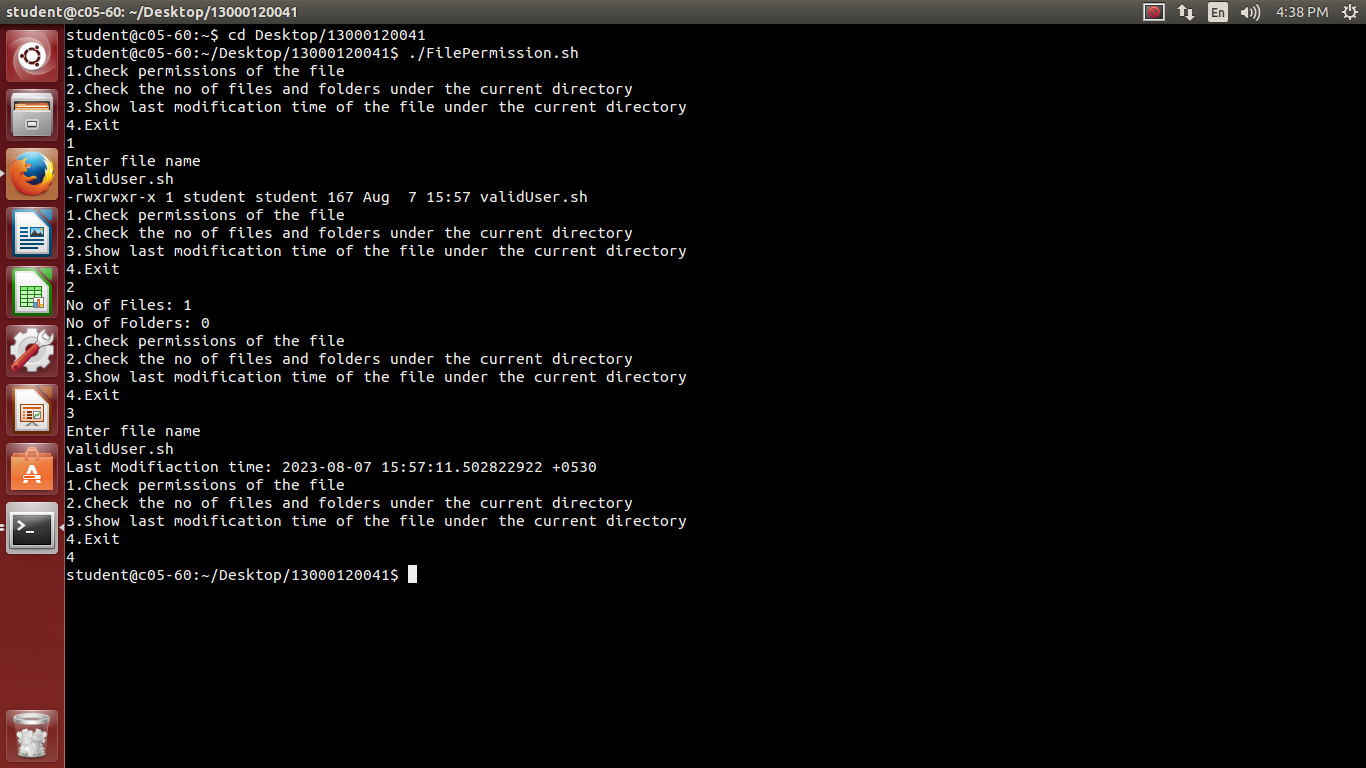 student@c05-60: ~/Desktop/13000120041
En
4:38 PM
student@c05-60:~$ cd Desktop/13000120041
student@c05-60:~/Desktop/13000120041$ ./FilePermission.sh
1.Check permissions of the file
2.Check the no of files and folders under the current directory
3.Show last modification time of the file under the current directory
4.Exit
1
Enter file name
validUser.sh
-rwxrwxr-x 1 student student 167 Aug  7 15:57 validUser.sh
1.Check permissions of the file
2.Check the no of files and folders under the current directory
3.Show last modification time of the file under the current directory
4.Exit
2
No of Files: 1
No of Folders: 0
1.Check permissions of the file
2.Check the no of files and folders under the current directory
3.Show last modification time of the file under the current directory
4.Exit
3
Enter file name
validUser.sh
Last Modifiaction time: 2023-08-07 15:57:11.502822922 +0530
1.Check permissions of the file
2.Check the no of files and folders under the current directory
3.Show last modification time of the file under the current directory
4.Exit
4
student@c05-60:~/Desktop/13000120041$